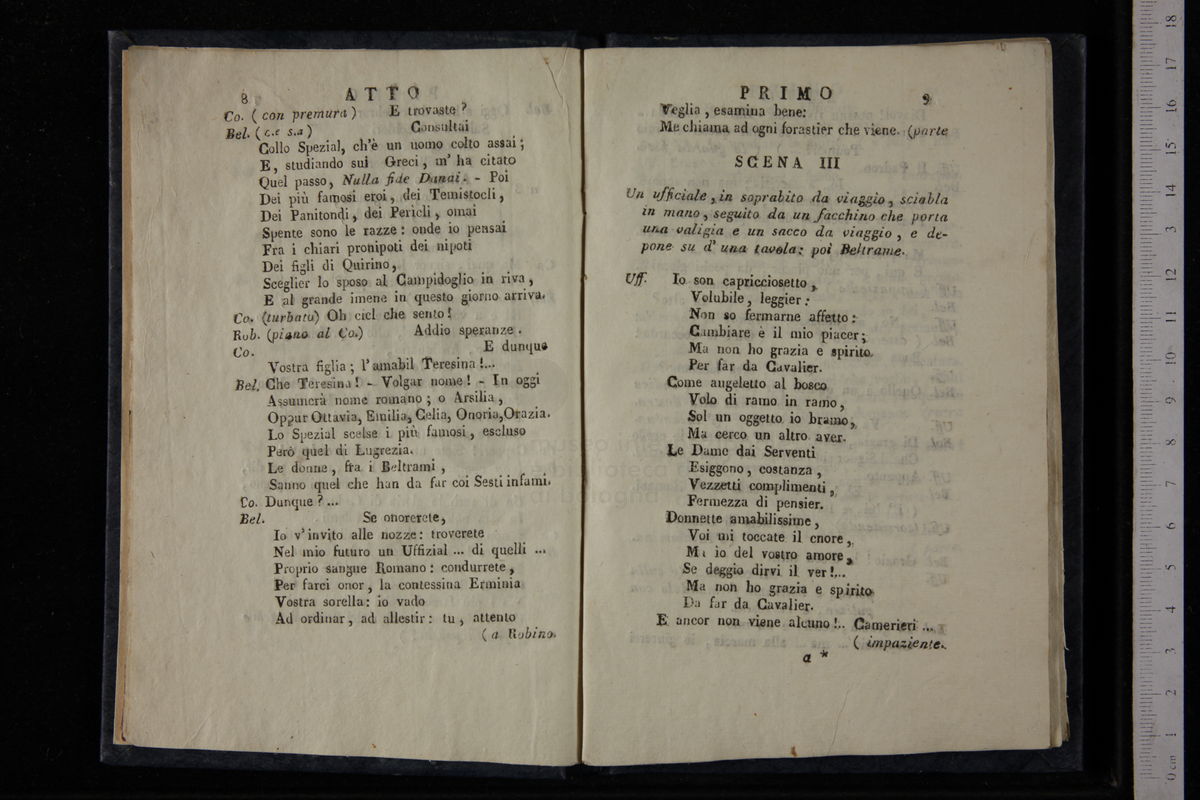 8 ATTO
Co. (con premura) E trovaste?
Bel. (c.e s.a) Consultai
Collo Spezial, ch'è un uomo colto assai;
E, studiando sui Greci, m'ha citato
Quel passo, Nulla fide Danai. - Poi
Dei più famosi eroi, dei Temistocli,
Dei Panitondi, dei Pericli, omai
Spente sono le razze: onde io pensai
Fra i chiari pronipoti dei nipoti
Dei figli di Quirino,
Sceglier lo sposo al Campidoglio in riva,
E al grande imene in questo giorno arriva.
Co. (turbato) Oh ciel che sento!
Rob. (piano al Co.) Addio speranze.
Co. E dunque
Vostra figlia; l'amabil Teresina!...
Bel. Che Teresina! - Volgar nome! - In oggi
Assumerà nome romano; o Arsilia,
Oppur Ottavia, Emilia, Celia, Onoria, Orazia.
Lo Spezial scelse i più famosi, escluso
Però quel di Lugrezia.
Le donne, fra i Beltrami,
Sanno quel che han da far coi Sesti infami.
Co. Dunque?...
Bel. Se onorerete,
Io v'invito alle nozze: troverete
Nel mio futuro un Uffizial ... di quelli ...
Proprio sangue Romano: condurrete,
Per farci onor, la contessina Erminia
Vostra sorella: io vado
Ad ordinar, ad allestir: tu, attento
(a Robino.
PRIMO 9
Veglia, esamina bene:
Me chiama ad ogni forastier che viene. (parte
SCENA III
Un ufficiale, in soprabito da viaggio, sciabla
in mano, seguito da un facchino che porta
una valigia e un sacco da viaggio, e de-
pone su d'una tavola: poi Beltrame.
Uff. Io son capricciosetto,
Volubile, leggier:
Non so fermarne affetto:
Cambiare è il mio piacer;
Ma non ho grazia e spirito
Per far da Cavalier.
Come augeletto al bosco
Volo di ramo in ramo,
Sol un oggetto io bramo,
Ma cerco un altro aver.
Le Dame dai Serventi
Esiggono, costanza,
Vezzetti complimenti,
Fermezza di pensier.
Donnette amabilissime,
Voi mi toccate il cnore,
Ma io del vostro amore,
Se deggio dirvi il ver!...
Ma non ho grazia e spirito
Da far da Cavalier.
E ancor non viene alcuno!.. Camerieri ...
(impaziente.
a *